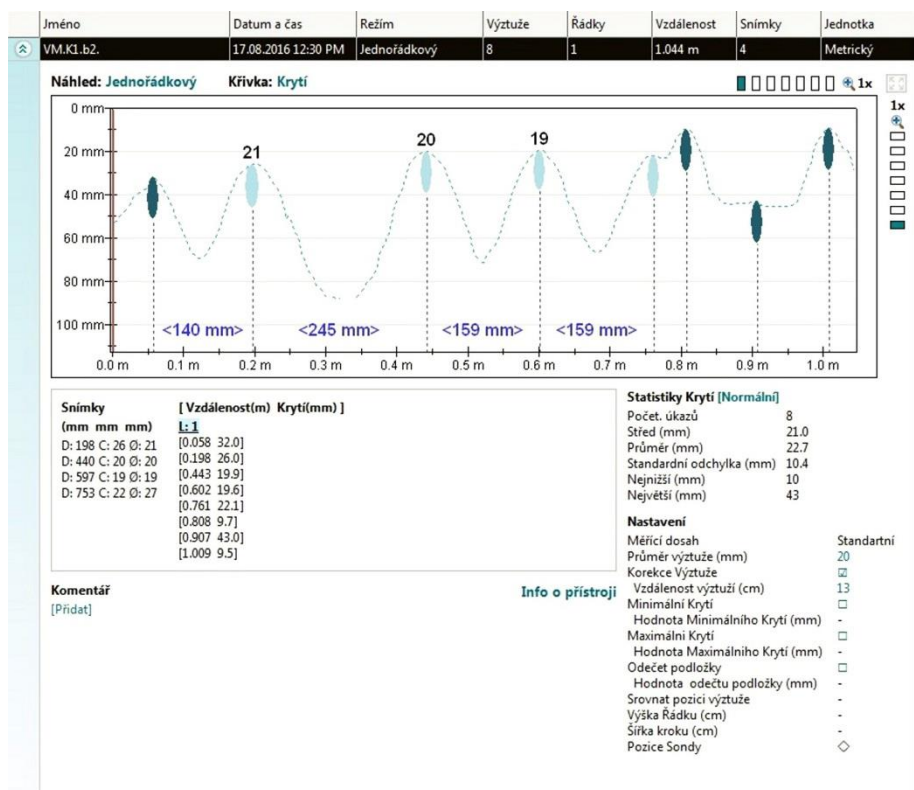 Jméno Datum a čas Režím Výztuže Řádky Vzdálenost Snímky Jednotka
VM.K1.b2. 17.08.2016 12:30 PM Jednořádkový 8 1 1.044 m 4 Metrický
Náhled: Jednořádkový Křivka: Krytí 1x
1x
0 mm
20 mm
40 mm
60 mm
80 mm
100 mm
21 20 19
<140 mm> <245 mm> <159 mm> <159 mm>
0.0 m 0.1 m 0.2 m 0.3 m 0.4 m 0.5 m 0.6 m 0.7 m 0.8 m 0.9 m 1.0 m
Snímky
(mm mm mm)
D: 198 C: 26 Ø: 21
D: 440 C: 20 Ø: 20
D: 597 C: 19 Ø: 19
D: 753 C: 22 Ø: 27
[ Vzdálenost(m) Krytí(mm) ]
L: 1
[0.058 32.0]
[0.198 26.0]
[0.443 19.9]
[0.602 19.6]
[0.761 22.1]
[0.808 9.7]
[0.907 43.0]
[1.009 9.5]
Komentář
[Přidat]
Info o přístroji
Statistiky Krytí [Normální]
Počet. úkazů 8
Střed (mm) 21.0
Průměr (mm) 22.7
Standardní odchylka (mm) 10.4
Nejnižší (mm) 10
Největší (mm) 43
Nastavení
Měřící dosah Standartní
Průměr výztuže (mm) 20
Korekce Výztuže
Vzdálenost výztuží (cm) 13
Minimální Krytí
Hodnota Minimálního Krytí (mm) -
Maximálni Krytí
Hodnota Maximálniho Krytí (mm) -
Odečet podložky
Hodnota odečtu podložky (mm) -
Srovnat pozici výztuže -
Výška Řádku (cm) -
Šířka kroku (cm) -
Pozice Sondy